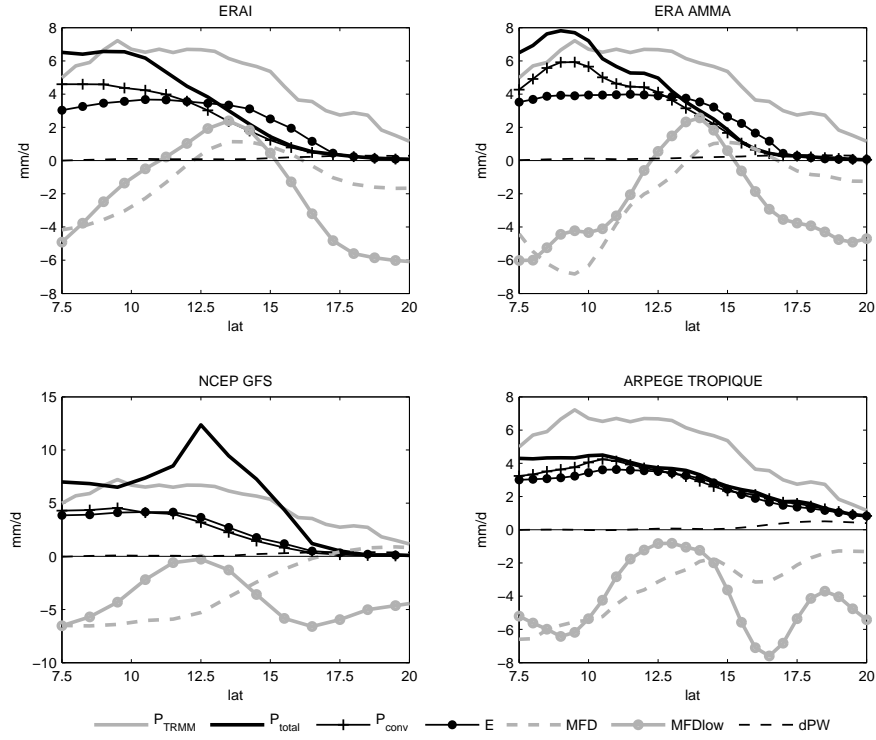 ERAI
8
6
4
2
0
−2
−4
−6
−8
7.5 10 12.5 15 17.5 20
lat
mm/d
ERA AMMA
8
6
4
2
0
−2
−4
−6
−8
7.5 10 12.5 15 17.5 20
lat
mm/d
NCEP GFS
15
10
5
0
−5
−10
7.5 10 12.5 15 17.5 20
lat
mm/d
ARPEGE TROPIQUE
8
6
4
2
0
−2
−4
−6
−8
7.5 10 12.5 15 17.5 20
lat
mm/d
P_TRMM P_total P_conv E MFD MFDlow dPW